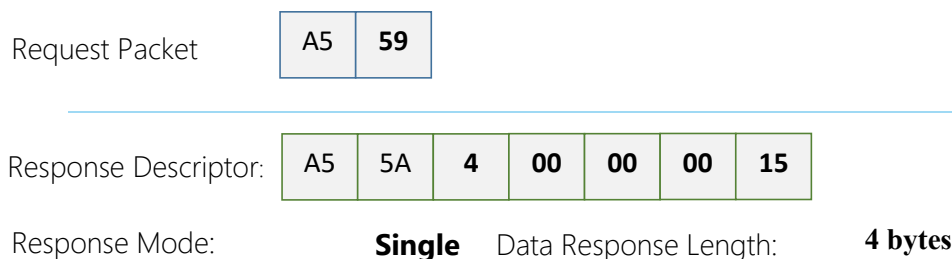 Request Packet A5 59
Response Descriptor: A5 5A 4 00 00 00 15
Response Mode: Single Data Response Length: 4 bytes